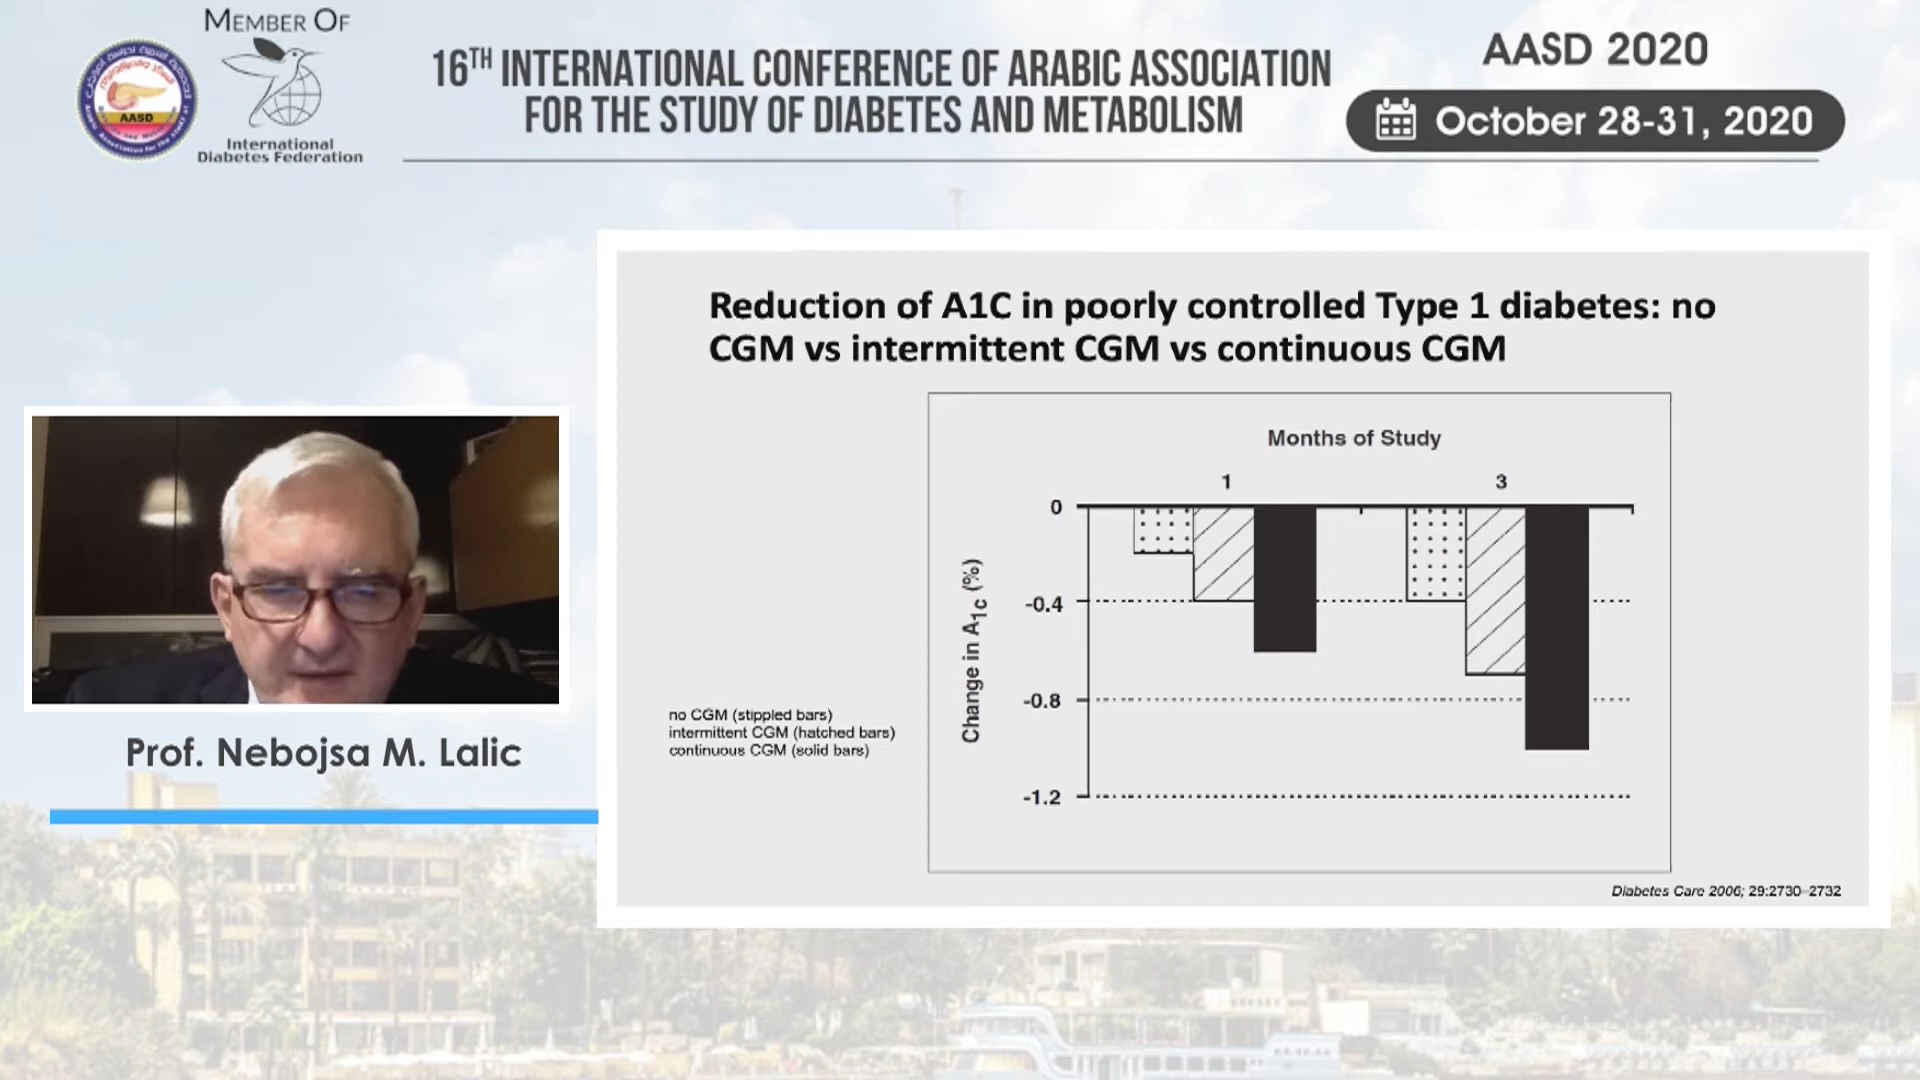 MEMBER OF
AASD
International
Diabetes Federation
16TH INTERNATIONAL CONFERENCE OF ARABIC ASSOCIATION
FOR THE STUDY OF DIABETES AND METABOLISM
AASD 2020
October 28-31, 2020
Reduction of A1C in poorly controlled Type 1 diabetes: no
CGM vs intermittent CGM vs continuous CGM
Months of Study
1
3
0
-0.4
-0.8
-1.2
Change in A1c (%)
no CGM (stippled bars)
intermittent CGM (hatched bars)
continuous CGM (solid bars)
Diabetes Care 2006; 29:2730–2732
Prof. Nebojsa M. Lalic